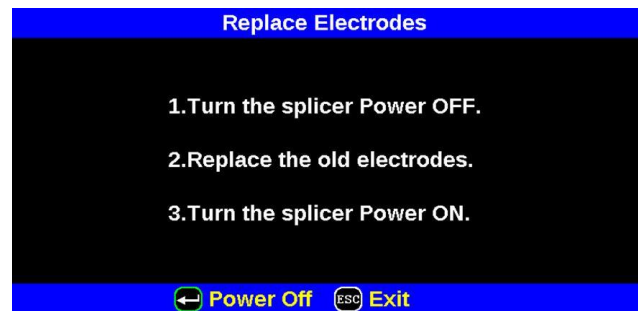 Replace Electrodes
1.Turn the splicer Power OFF.
2.Replace the old electrodes.
3.Turn the splicer Power ON.
Power Off ESC Exit